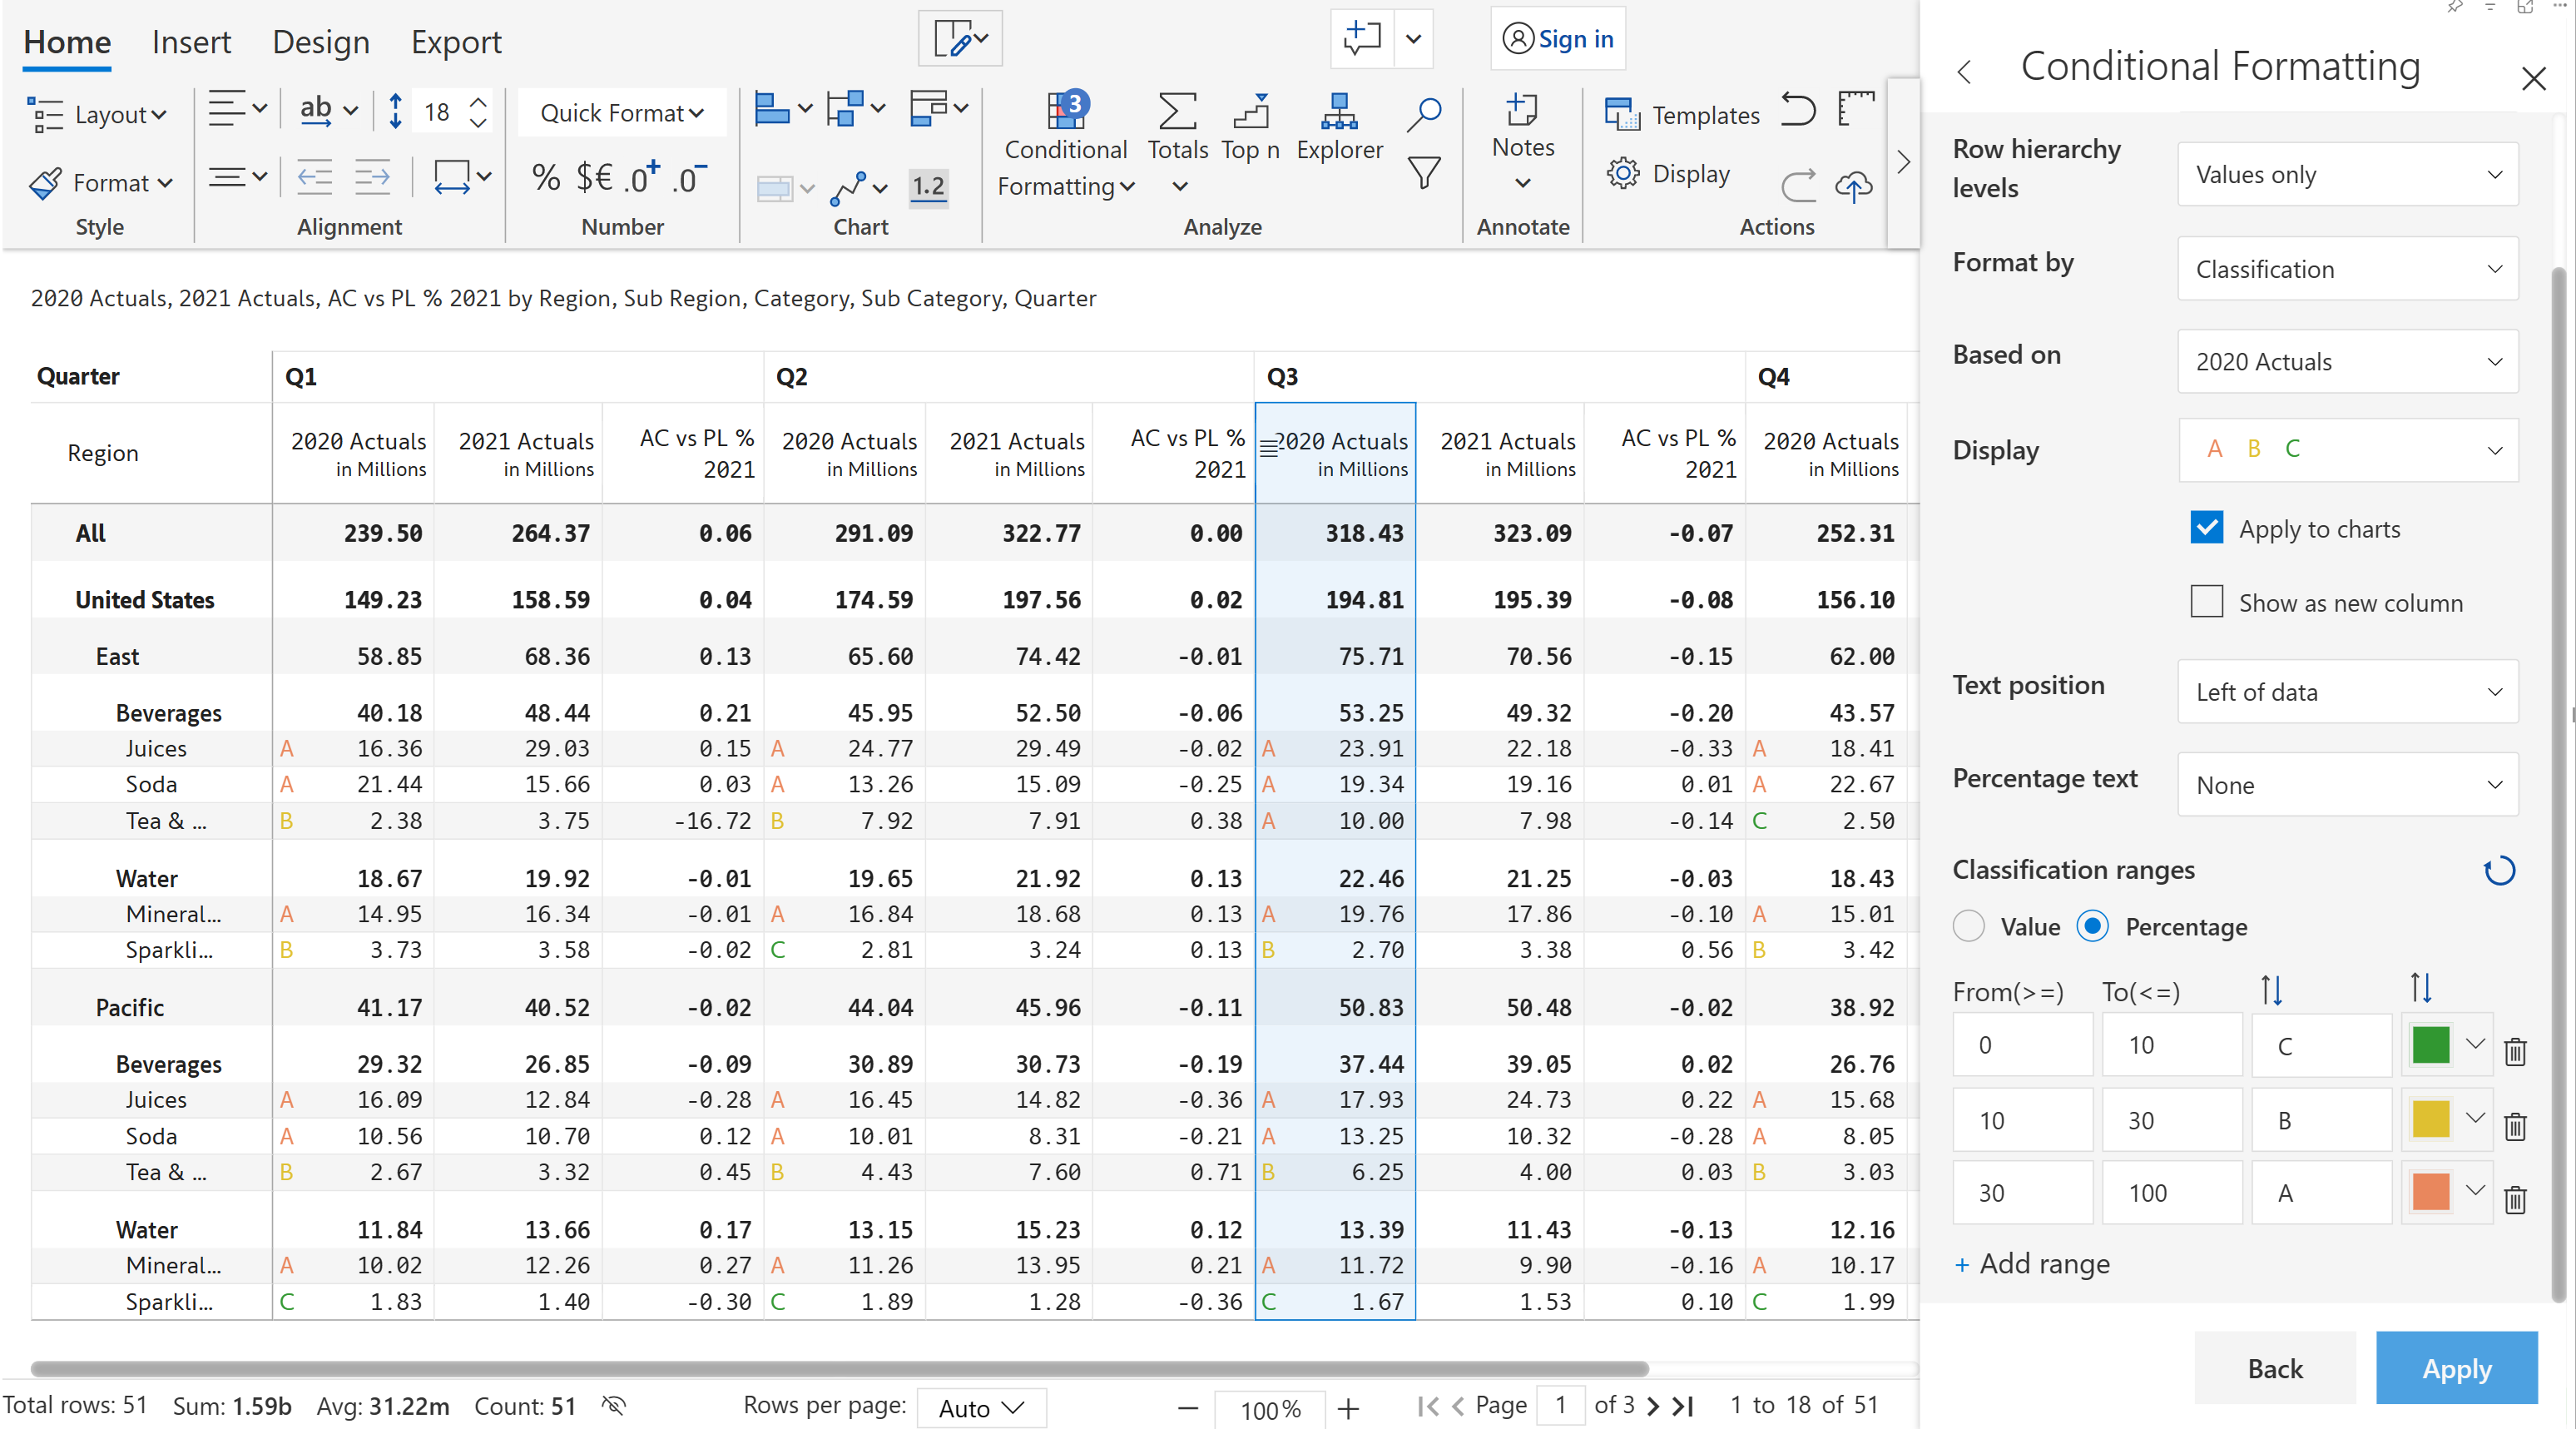 Home Insert Design Export Sign in
Layout ab 18 Quick Format 3 Conditional Formatting Totals Top n Explorer Notes Templates
Format % $€ .0+ .0- 1.2 Display
Style Alignment Number Chart Analyze Annotate Actions
2020 Actuals, 2021 Actuals, AC vs PL % 2021 by Region, Sub Region, Category, Sub Category, Quarter
Quarter Q1 Q2 Q3 Q4
Region 2020 Actuals in Millions 2021 Actuals in Millions AC vs PL % 2021 2020 Actuals in Millions 2021 Actuals in Millions AC vs PL % 2021 2020 Actuals in Millions 2021 Actuals in Millions AC vs PL % 2021 2020 Actuals in Millions
All 239.50 264.37 0.06 291.09 322.77 0.00 318.43 323.09 -0.07 252.31
United States 149.23 158.59 0.04 174.59 197.56 0.02 194.81 195.39 -0.08 156.10
East 58.85 68.36 0.13 65.60 74.42 -0.01 75.71 70.56 -0.15 62.00
Beverages 40.18 48.44 0.21 45.95 52.50 -0.06 53.25 49.32 -0.20 43.57
Juices A 16.36 29.03 0.15 A 24.77 29.49 -0.02 A 23.91 22.18 -0.33 A 18.41
Soda A 21.44 15.66 0.03 A 13.26 15.09 -0.25 A 19.34 19.16 0.01 A 22.67
Tea & ... B 2.38 3.75 -16.72 B 7.92 7.91 0.38 A 10.00 7.98 -0.14 C 2.50
Water 18.67 19.92 -0.01 19.65 21.92 0.13 22.46 21.25 -0.03 18.43
Mineral... A 14.95 16.34 -0.01 A 16.84 18.68 0.13 A 19.76 17.86 -0.10 A 15.01
Sparkli... B 3.73 3.58 -0.02 C 2.81 3.24 0.13 B 2.70 3.38 0.56 B 3.42
Pacific 41.17 40.52 -0.02 44.04 45.96 -0.11 50.83 50.48 -0.02 38.92
Beverages 29.32 26.85 -0.09 30.89 30.73 -0.19 37.44 39.05 0.02 26.76
Juices A 16.09 12.84 -0.28 A 16.45 14.82 -0.36 A 17.93 24.73 0.22 A 15.68
Soda A 10.56 10.70 0.12 A 10.01 8.31 -0.21 A 13.25 10.32 -0.28 A 8.05
Tea & ... B 2.67 3.32 0.45 B 4.43 7.60 0.71 B 6.25 4.00 0.03 B 3.03
Water 11.84 13.66 0.17 13.15 15.23 0.12 13.39 11.43 -0.13 12.16
Mineral... A 10.02 12.26 0.27 A 11.26 13.95 0.21 A 11.72 9.90 -0.16 A 10.17
Sparkli... C 1.83 1.40 -0.30 C 1.89 1.28 -0.36 C 1.67 1.53 0.10 C 1.99
Total rows: 51 Sum: 1.59b Avg: 31.22m Count: 51 Rows per page: Auto 100% Page 1 of 3 1 to 18 of 51
Conditional Formatting
Row hierarchy levels Values only
Format by Classification
Based on 2020 Actuals
Display A B C
Apply to charts
Show as new column
Text position Left of data
Percentage text None
Classification ranges
Value Percentage
From(>=) To(<=)
0 10 C
10 30 B
30 100 A
+ Add range
Back Apply